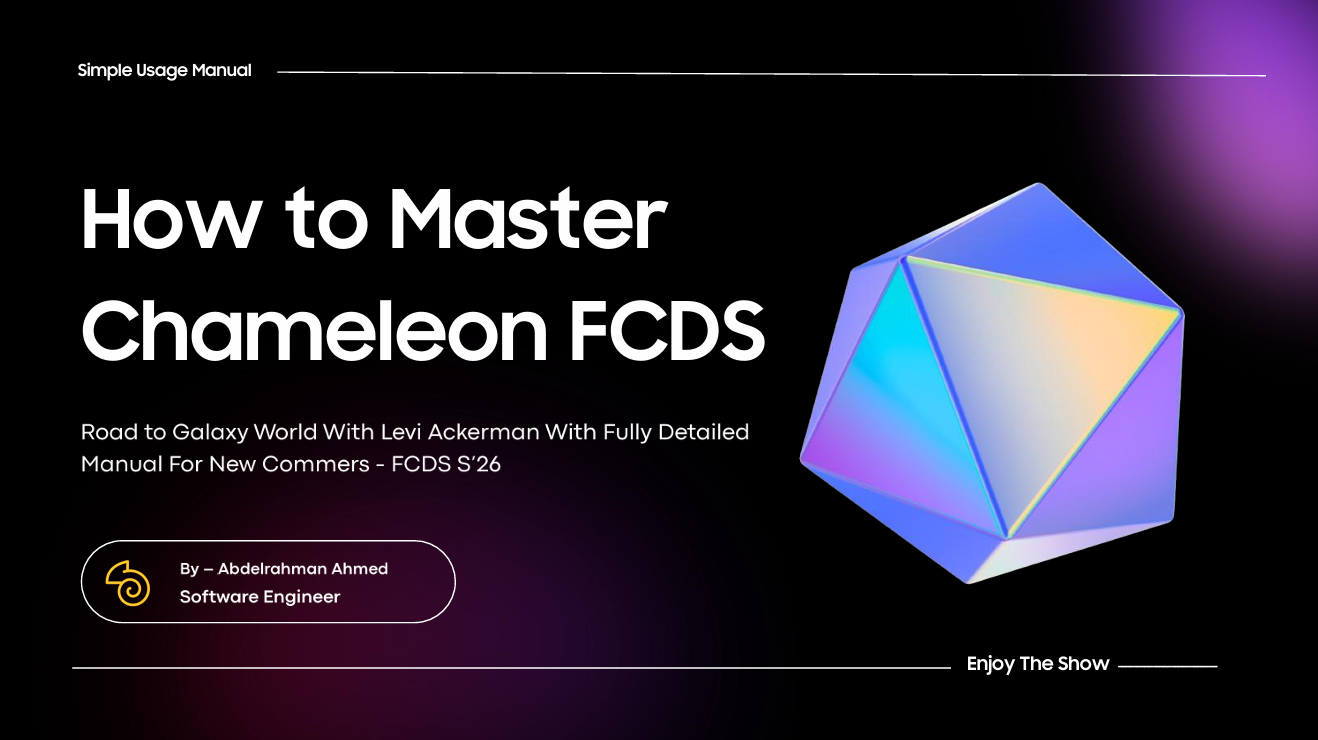 Simple Usage Manual
How to Master
Chameleon FCDS
Road to Galaxy World With Levi Ackerman With Fully Detailed
Manual For New Commers - FCDS S'26
By – Abdelrahman Ahmed
Software Engineer
Enjoy The Show